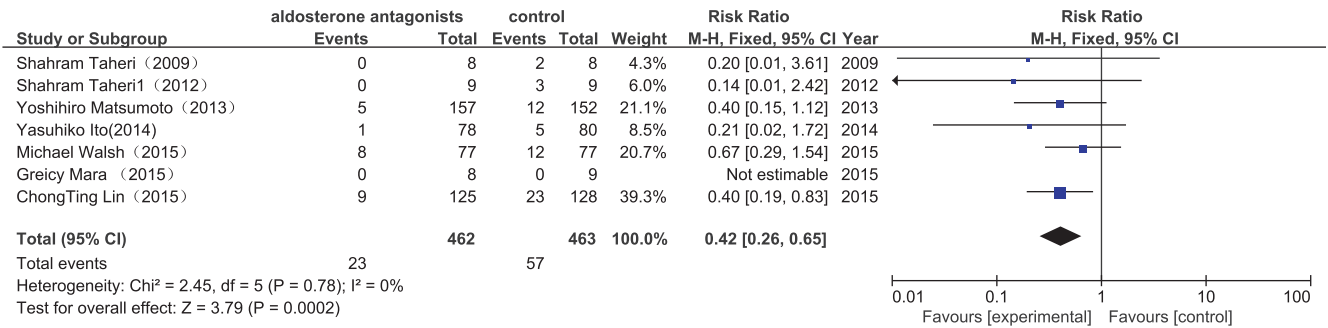 aldosterone antagonists control Risk Ratio Risk Ratio
Study or Subgroup Events Total Events Total Weight M-H, Fixed, 95% CI Year M-H, Fixed, 95% CI
Shahram Taheri（2009） 0 8 2 8 4.3% 0.20 [0.01, 3.61] 2009
Shahram Taheri1（2012） 0 9 3 9 6.0% 0.14 [0.01, 2.42] 2012
Yoshihiro Matsumoto（2013） 5 157 12 152 21.1% 0.40 [0.15, 1.12] 2013
Yasuhiko Ito(2014) 1 78 5 80 8.5% 0.21 [0.02, 1.72] 2014
Michael Walsh（2015） 8 77 12 77 20.7% 0.67 [0.29, 1.54] 2015
Greicy Mara （2015） 0 8 0 9 Not estimable 2015
ChongTing Lin（2015） 9 125 23 128 39.3% 0.40 [0.19, 0.83] 2015
Total (95% CI) 462 463 100.0% 0.42 [0.26, 0.65]
Total events 23 57
Heterogeneity: Chi² = 2.45, df = 5 (P = 0.78); I² = 0%
Test for overall effect: Z = 3.79 (P = 0.0002)
0.01 0.1 1 10 100
Favours [experimental] Favours [control]